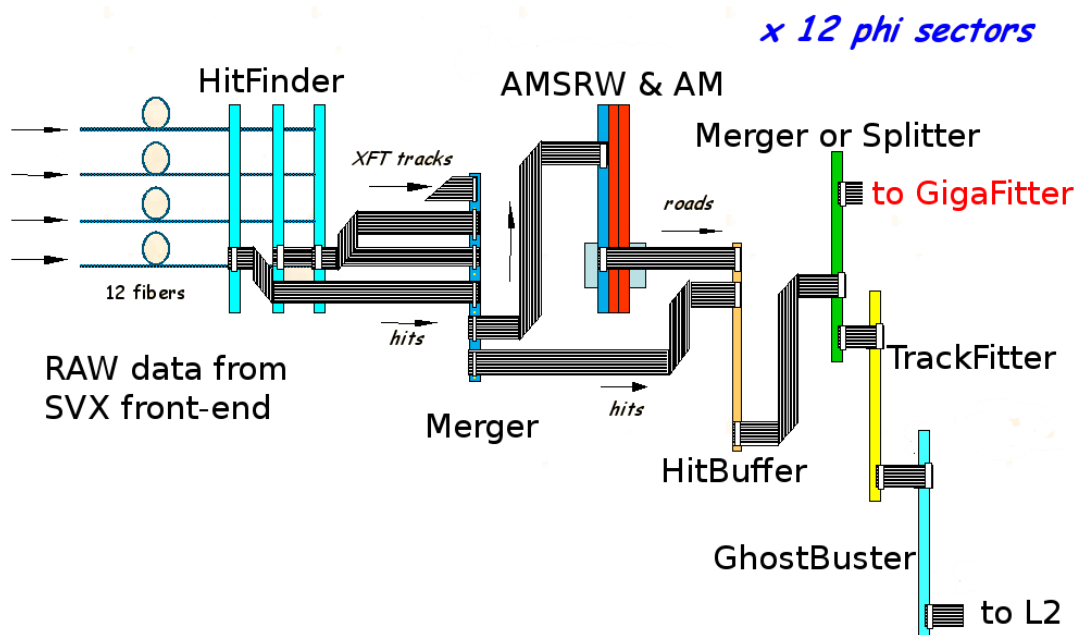 x 12 phi sectors
HitFinder
AMSRW & AM
Merger or Splitter
XFT tracks
to GigaFitter
roads
12 fibers
hits
RAW data from
SVX front-end
TrackFitter
hits
Merger
HitBuffer
GhostBuster
to L2